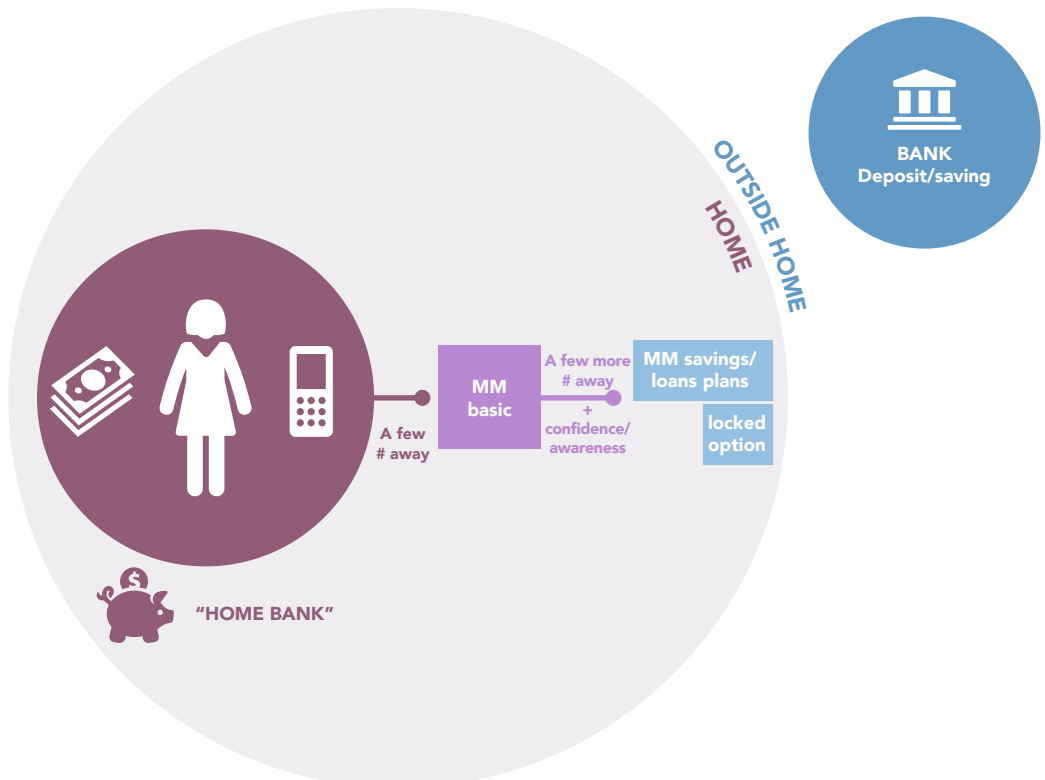 BANK
Deposit/saving
OUTSIDE HOME
HOME
$
A few
# away
MM
basic
A few more
# away
+
confidence/
awareness
MM savings/
loans plans
locked
option
“HOME BANK”